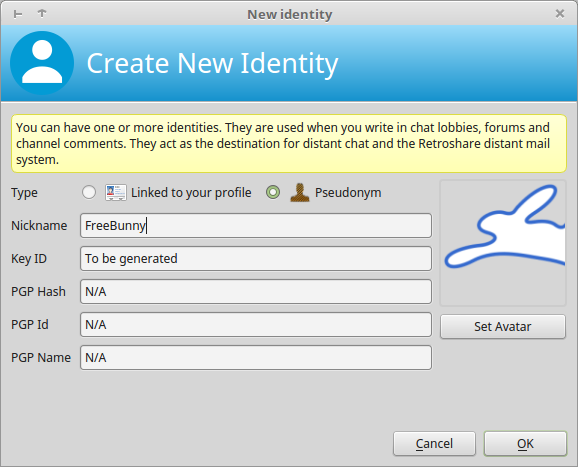 New identity
Create New Identity
You can have one or more identities. They are used when you write in chat lobbies, forums and
channel comments. They act as the destination for distant chat and the Retroshare distant mail
system.
Type Linked to your profile Pseudonym
Nickname FreeBunny
Key ID To be generated
PGP Hash N/A
PGP Id N/A
Set Avatar
PGP Name N/A
Cancel OK